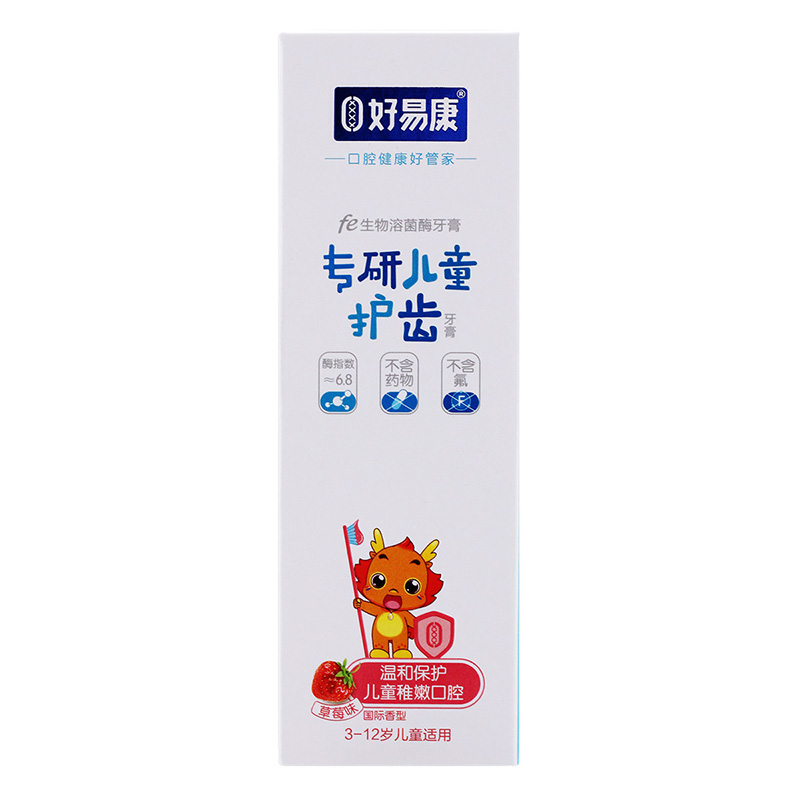 好易康®
口腔健康好管家
fe生物溶菌酶牙膏
专研儿童
护齿牙膏
酶指数
≈6.8
不含
药物
不含
氟
F
温和保护
儿童稚嫩口腔
草莓味
国际香型
3-12岁儿童适用